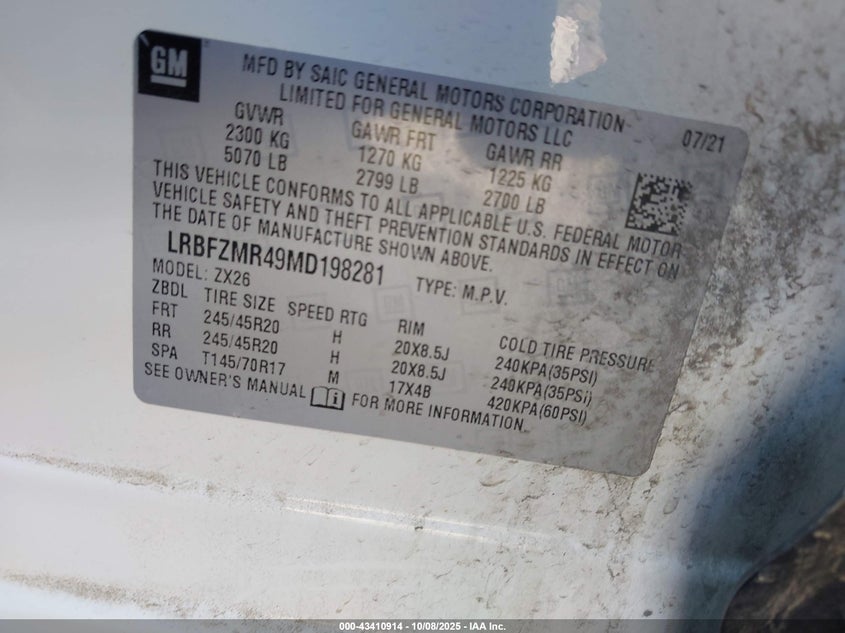 GM
MFD BY SAIC GENERAL MOTORS CORPORATION
LIMITED FOR GENERAL MOTORS LLC
07/21
GVWR GAWR FRT GAWR RR
2300 KG 1270 KG 1225 KG
5070 LB 2799 LB 2700 LB
THIS VEHICLE CONFORMS TO ALL APPLICABLE U.S. FEDERAL MOTOR
VEHICLE SAFETY AND THEFT PREVENTION STANDARDS IN EFFECT ON
THE DATE OF MANUFACTURE SHOWN ABOVE.
LRBFZMR49MD198281 TYPE: M.P.V.
MODEL: ZX26
ZBDL TIRE SIZE SPEED RTG RIM COLD TIRE PRESSURE
FRT 245/45R20 H 20X8.5J 240KPA(35PSI)
RR 245/45R20 H 20X8.5J 240KPA(35PSI)
SPA T145/70R17 M 17X4B 420KPA(60PSI)
SEE OWNER'S MANUAL FOR MORE INFORMATION
000-43410914 - 10/08/2025 - IAA Inc.